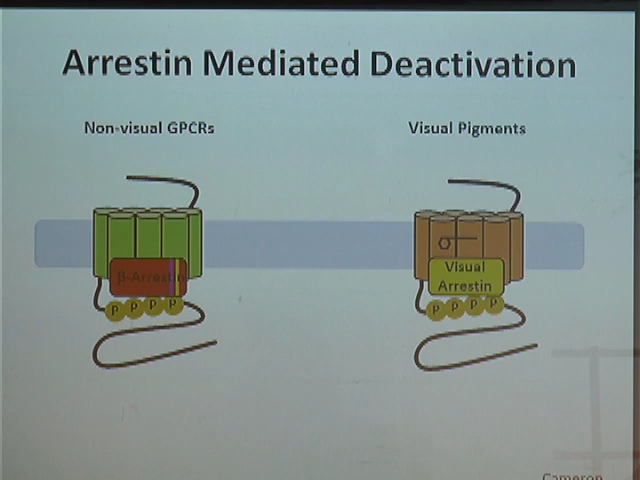 Arrestin Mediated Deactivation
Non-visual GPCRs
Visual Pigments
β-Arrestin
Visual
Arrestin
P P P P
P P P P
Cameron